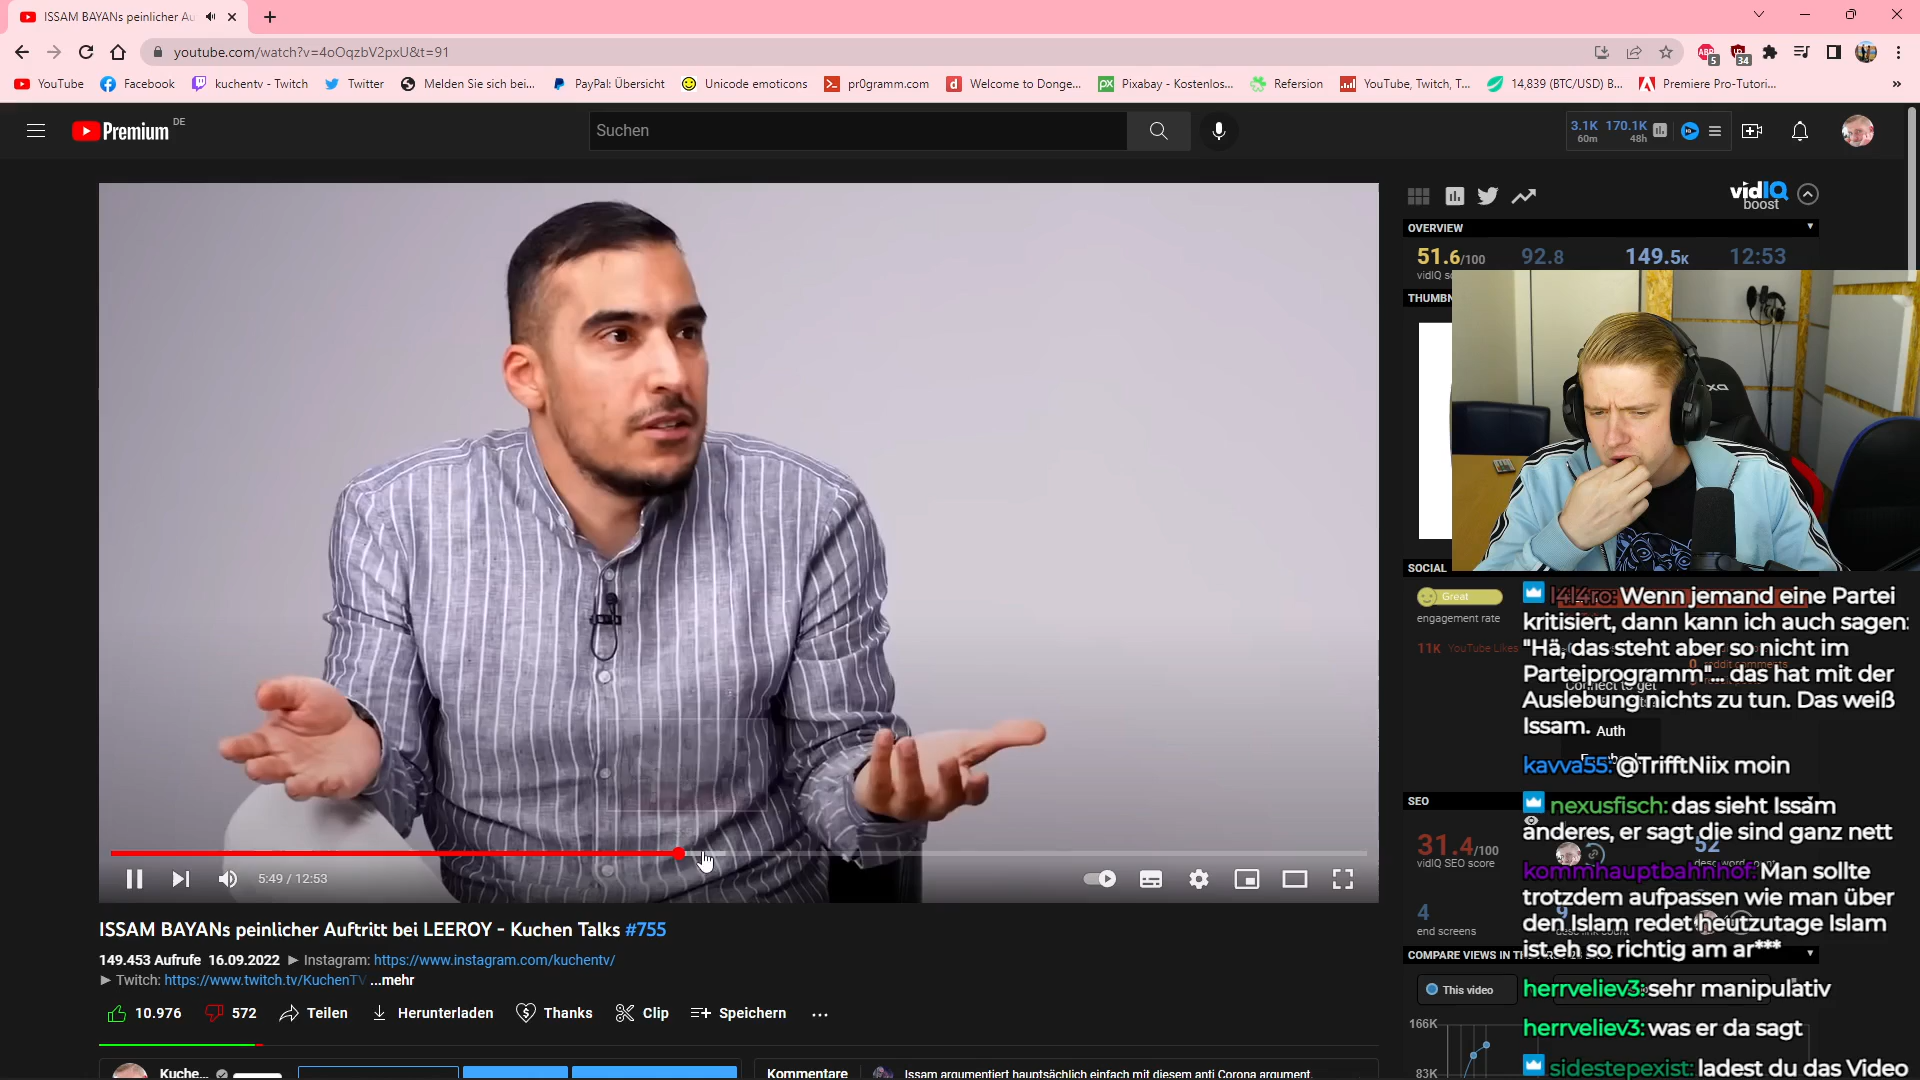 ISSAM BAYANs peinlicher Au
youtube.com/watch?v=4oOqzbV2pxU&t=91
5
34
YouTube
Facebook
kuchentv - Twitch
Twitter
Melden Sie sich bei...
PayPal: Übersicht
Unicode emoticons
pr0gramm.com
Welcome to Donge...
Pixabay - Kostenlos...
Refersion
YouTube, Twitch, T...
14,839 (BTC/USD) B...
Premiere Pro-Tutori...
»
Premium DE
Suchen
3.1K 170.1K
60m 48h
vidIQ
boost
OVERVIEW
51.6/100 92.8 149.5K 12:53
THUMBN
SOCIAL
Great
engagement rate
11K YouTube Likes
Auth
l4l4ro: Wenn jemand eine Partei
kritisiert, dann kann ich auch sagen:
"Hä, das steht aber so nicht im
Parteiprogramm"... das hat mit der
Auslebung nichts zu tun. Das weiß
Issam.
kavva55: @TrifftNiix moin
nexusfisch: das sieht Issam
anderes, er sagt die sind ganz nett
kommhauptbahnhof: Man sollte
trotzdem aufpassen wie man über
den Islam redet heutzutage Islam
ist eh so richtig am ar***
herrveliev3: sehr manipulativ
herrveliev3: was er da sagt
sidestepexist: ladest du das Video
SEO
31.4/100
vidIQ SEO score
52
4
end screens
9
COMPARE VIEWS IN
This video
166K
83K
5:49 / 12:53
ISSAM BAYANs peinlicher Auftritt bei LEEROY - Kuchen Talks #755
149.453 Aufrufe 16.09.2022 ► Instagram: https://www.instagram.com/kuchentv/
► Twitch: https://www.twitch.tv/KuchenTV ...mehr
10.976
572
Teilen
Herunterladen
Thanks
Clip
Speichern
...
Kuche...
Kommentare
Issam argumentiert hauptsächlich einfach mit diesem anti Corona argument.